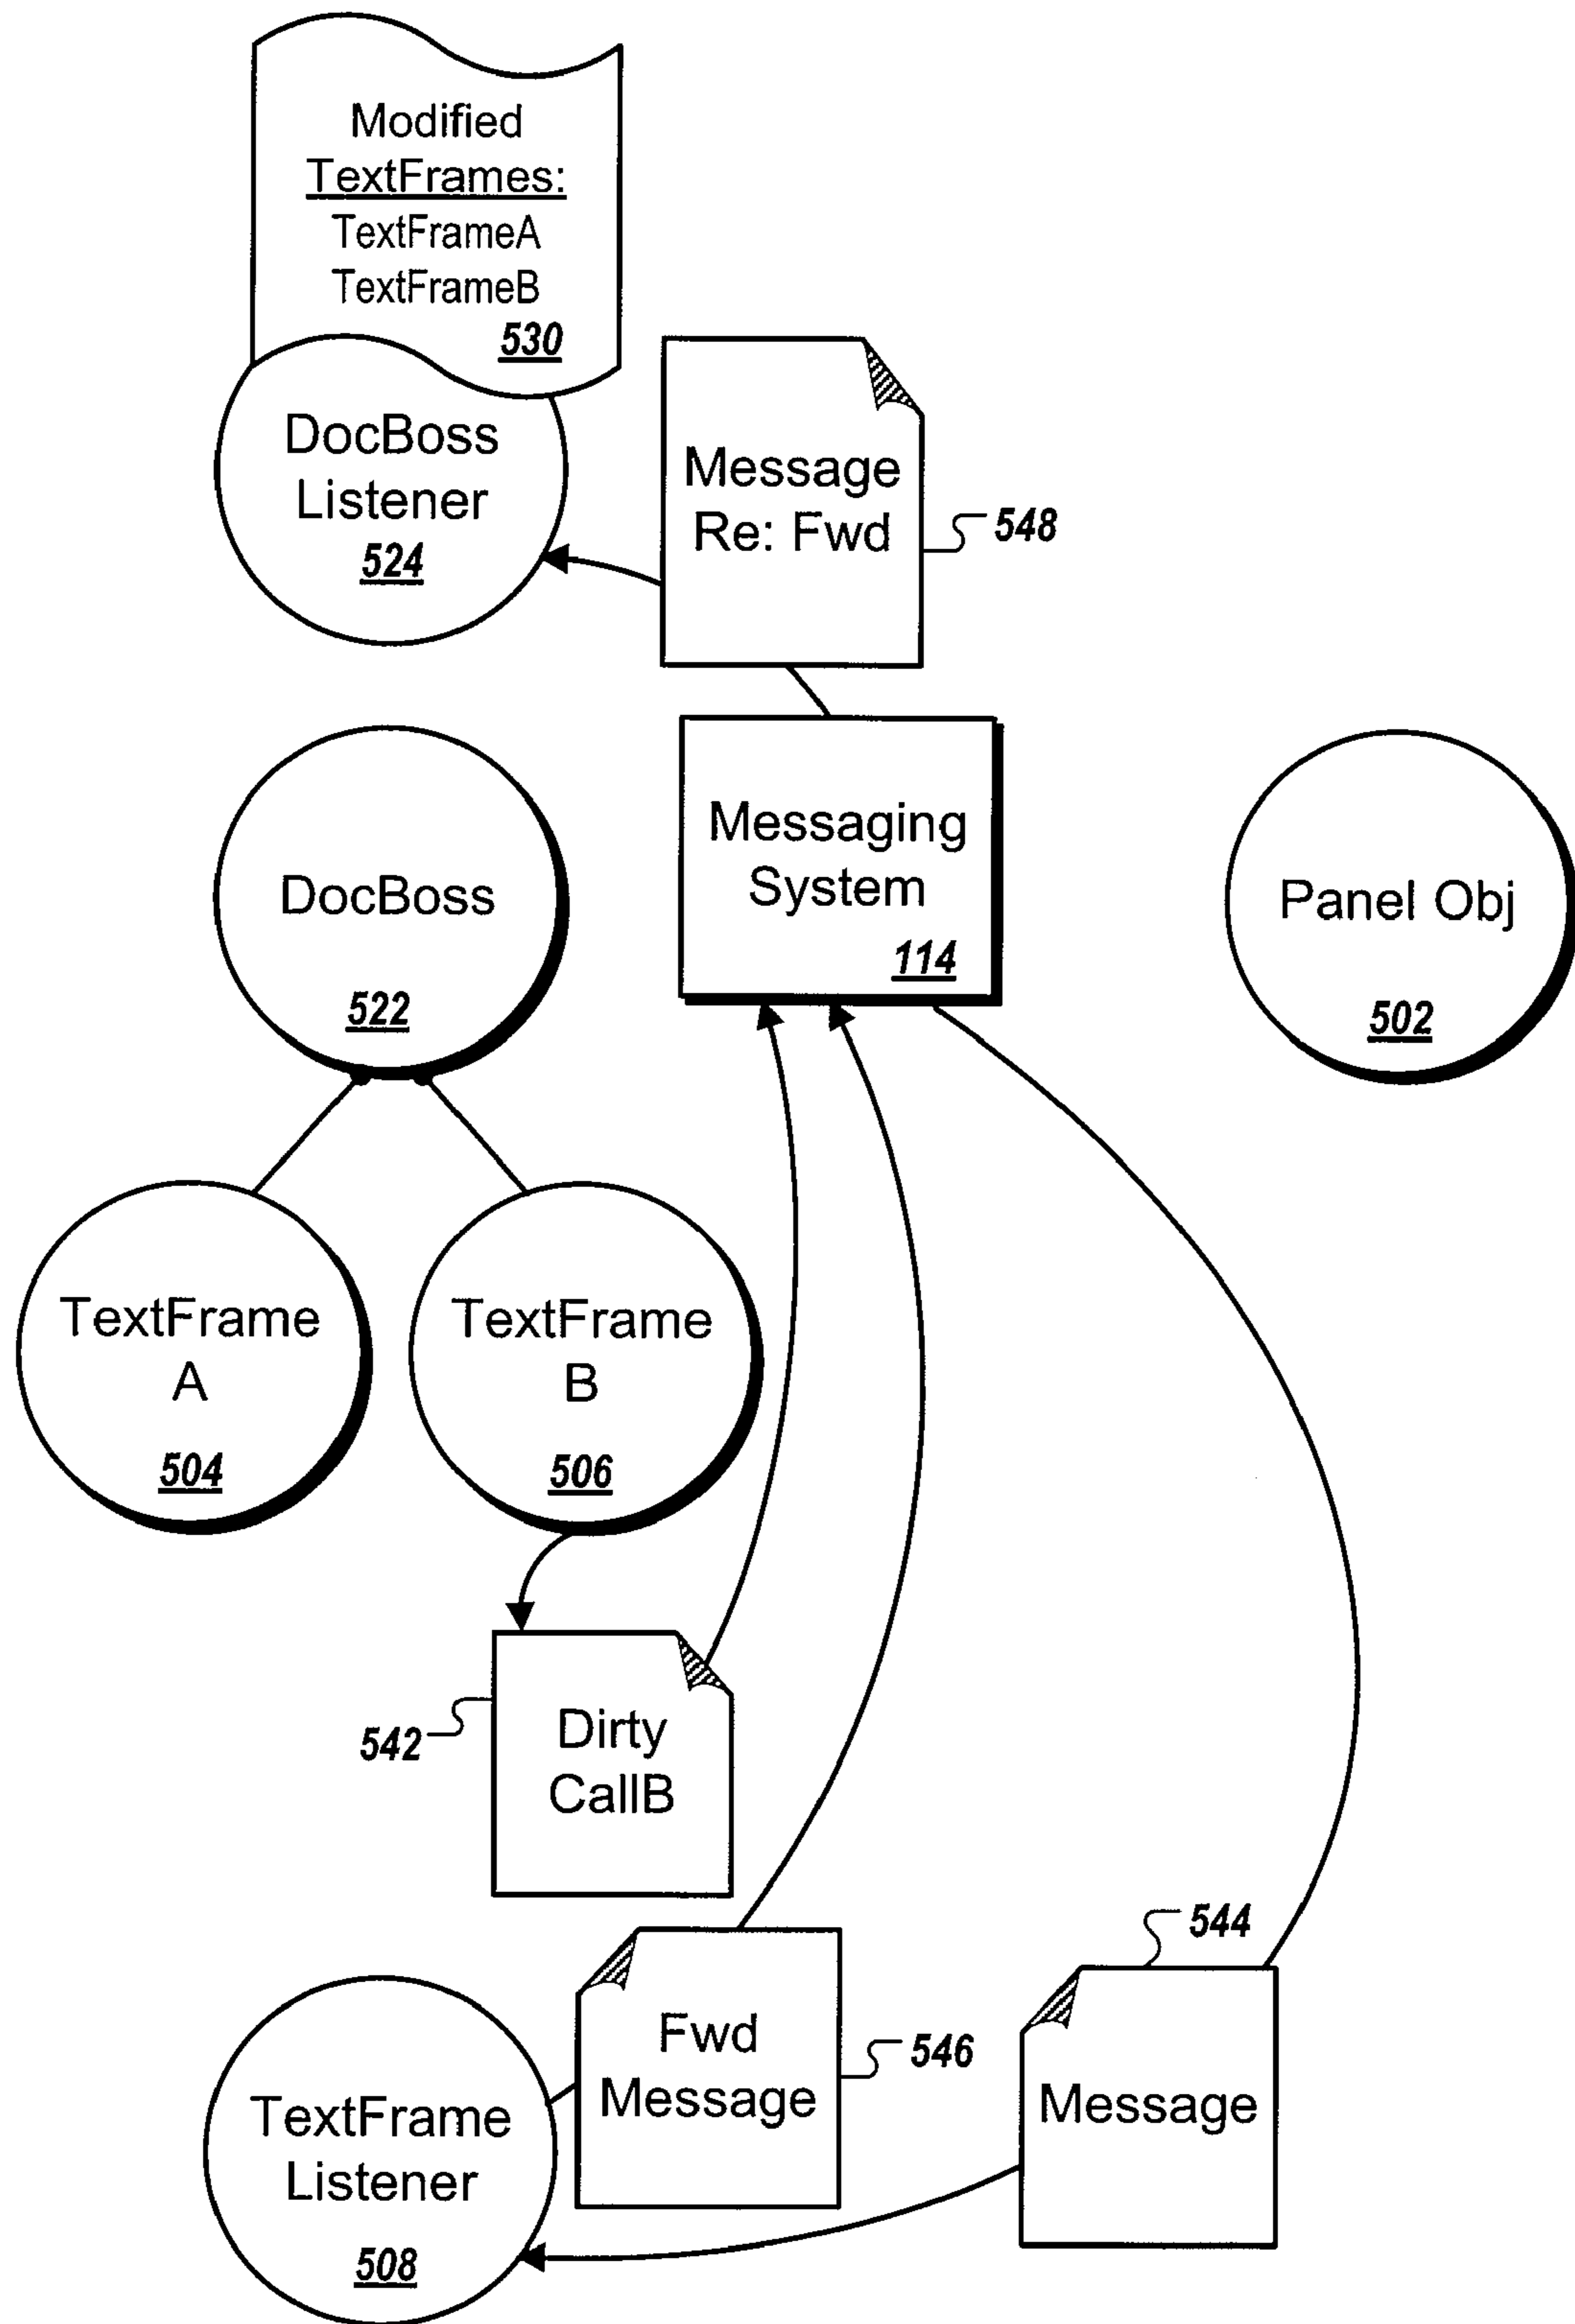 Modified
TextFrames:
TextFrameA
TextFrameB
530
DocBoss
Listener
524
Message
Re: Fwd
548
Messaging
System
114
DocBoss
522
Panel Obj
502
TextFrame
A
504
TextFrame
B
506
542
Dirty
CallB
544
Fwd
Message
546
Message
TextFrame
Listener
508